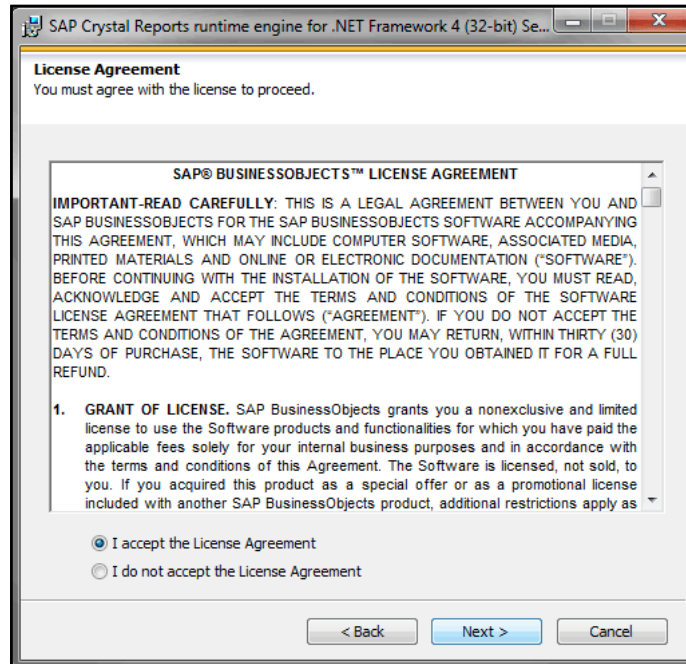 SAP Crystal Reports runtime engine for .NET Framework 4 (32-bit) Se...
License Agreement
You must agree with the license to proceed.
SAP® BUSINESSOBJECTS™ LICENSE AGREEMENT
IMPORTANT-READ CAREFULLY: THIS IS A LEGAL AGREEMENT BETWEEN YOU AND
SAP BUSINESSOBJECTS FOR THE SAP BUSINESSOBJECTS SOFTWARE ACCOMPANYING
THIS AGREEMENT, WHICH MAY INCLUDE COMPUTER SOFTWARE, ASSOCIATED MEDIA,
PRINTED MATERIALS AND ONLINE OR ELECTRONIC DOCUMENTATION (“SOFTWARE”).
BEFORE CONTINUING WITH THE INSTALLATION OF THE SOFTWARE, YOU MUST READ,
ACKNOWLEDGE AND ACCEPT THE TERMS AND CONDITIONS OF THE SOFTWARE
LICENSE AGREEMENT THAT FOLLOWS (“AGREEMENT”). IF YOU DO NOT ACCEPT THE
TERMS AND CONDITIONS OF THE AGREEMENT, YOU MAY RETURN, WITHIN THIRTY (30)
DAYS OF PURCHASE, THE SOFTWARE TO THE PLACE YOU OBTAINED IT FOR A FULL
REFUND.
1. GRANT OF LICENSE. SAP BusinessObjects grants you a nonexclusive and limited
license to use the Software products and functionalities for which you have paid the
applicable fees solely for your internal business purposes and in accordance with
the terms and conditions of this Agreement. The Software is licensed, not sold, to
you. If you acquired this product as a special offer or as a promotional license
included with another SAP BusinessObjects product, additional restrictions apply as
I accept the License Agreement
I do not accept the License Agreement
< Back
Next >
Cancel